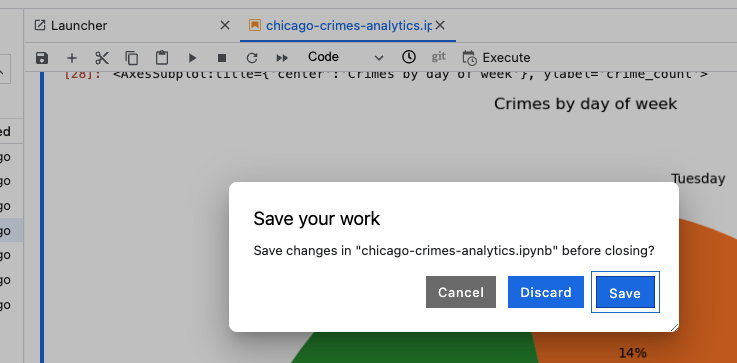 Launcher
chicago-crimes-analytics.ip
Code
git
Execute
[28]: <AxesSubplot:title={'center':'Crimes by day of week'}, ylabel='crime_count'>
Crimes by day of week
ed
go
go
go
go
go
go
go
Tuesday
Save your work
Save changes in "chicago-crimes-analytics.ipynb" before closing?
Cancel
Discard
Save
14%